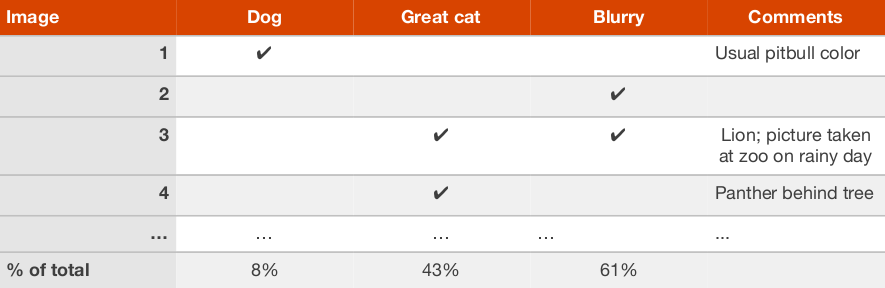 Image Dog Great cat Blurry Comments
1 ✔ Usual pitbull color
2 ✔
3 ✔ ✔ Lion; picture taken
at zoo on rainy day
4 ✔ Panther behind tree
… … … … ...
% of total 8% 43% 61%